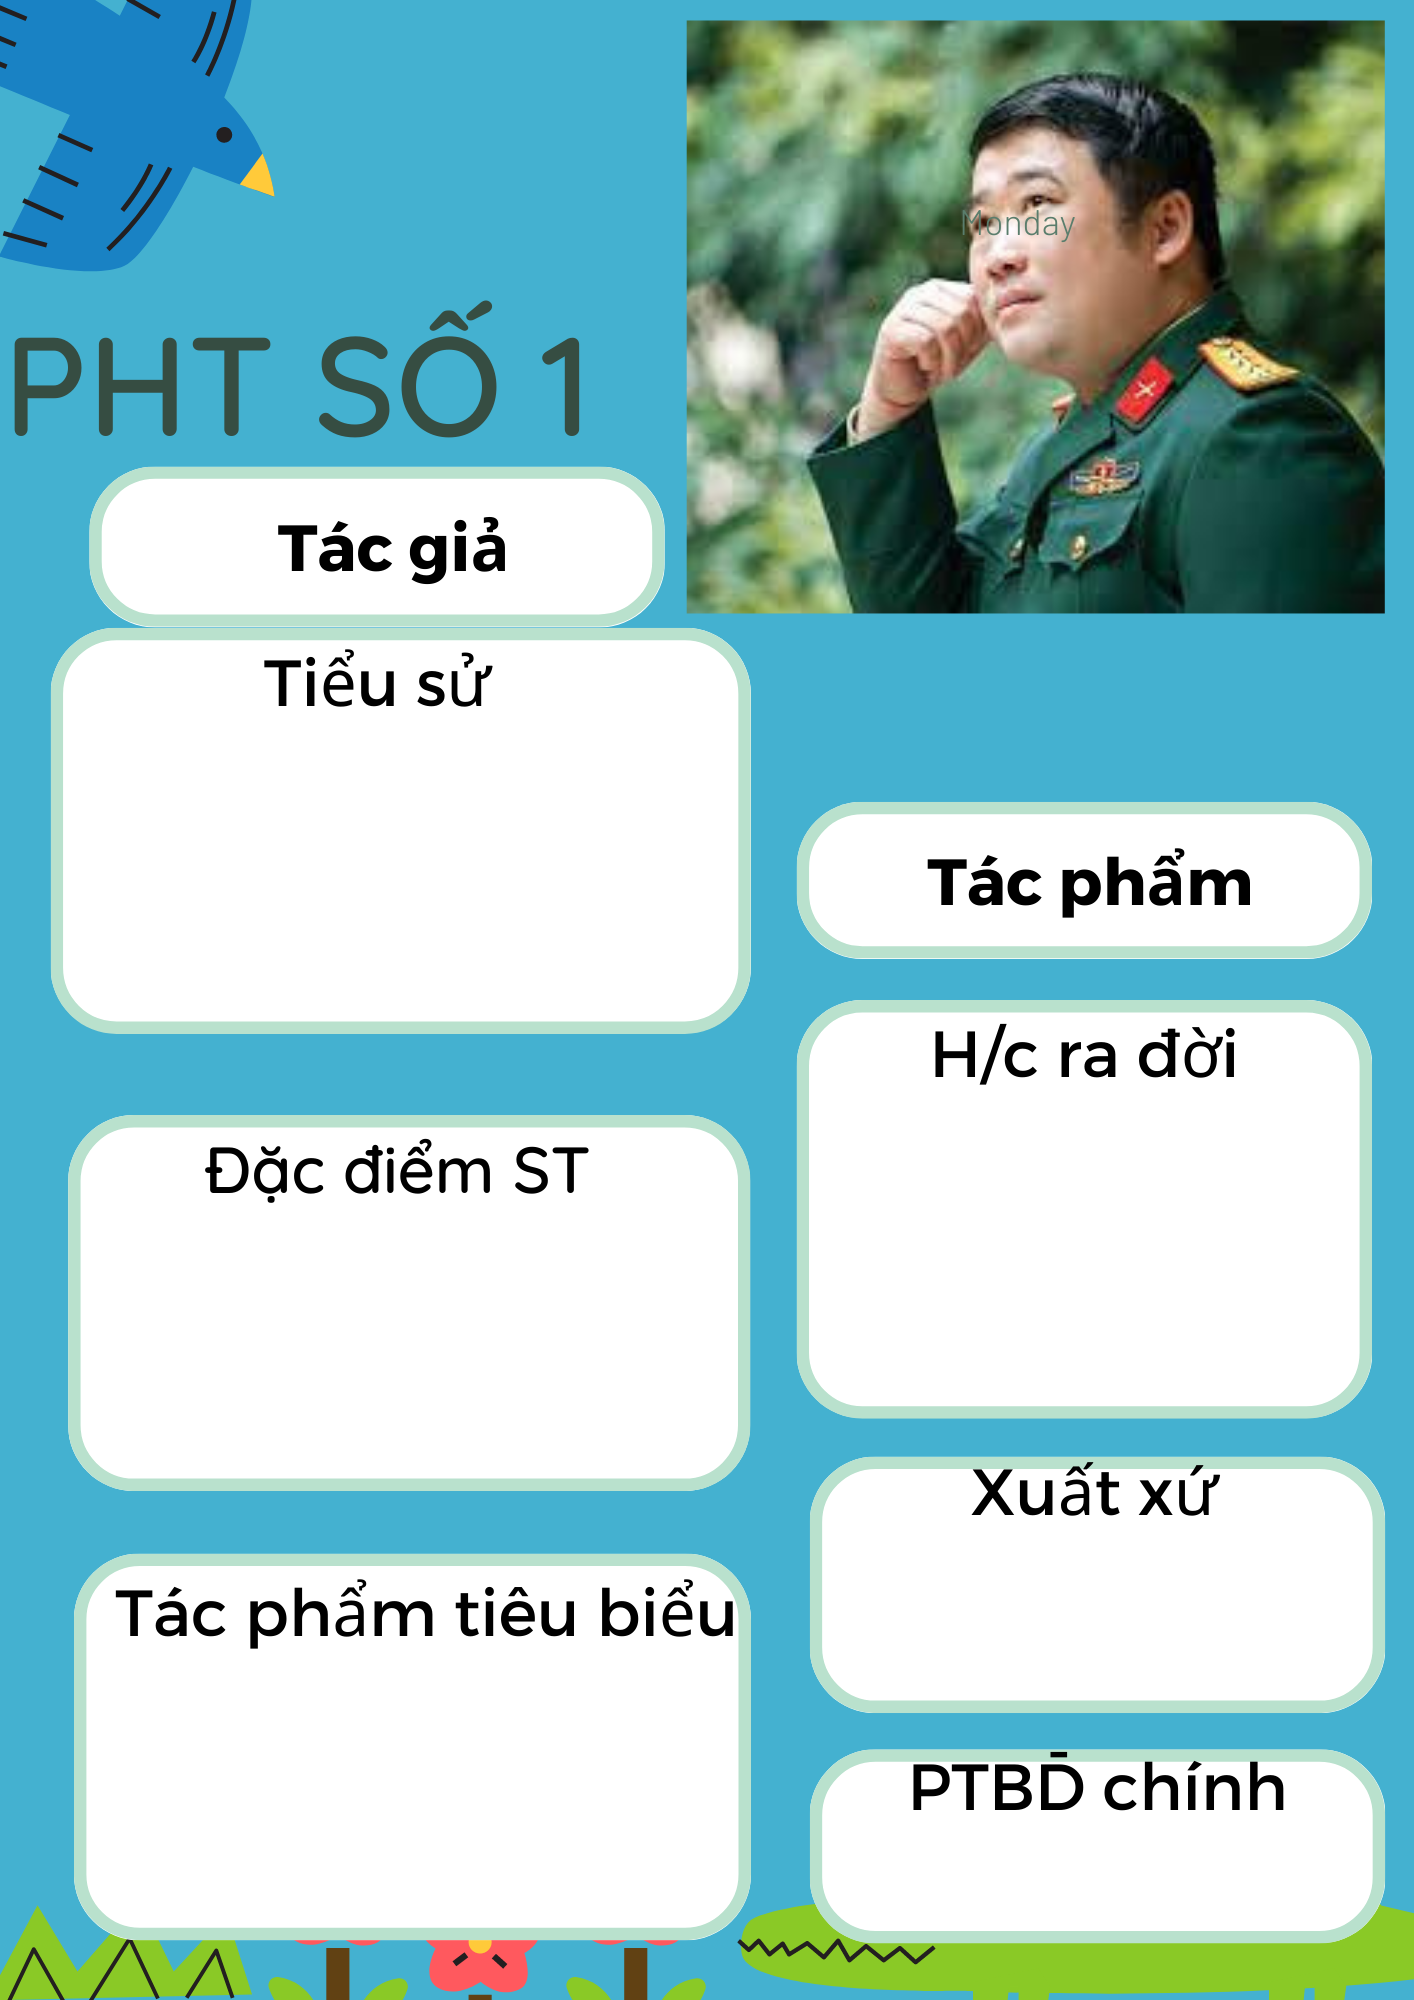 Monday
PHT SỐ 1
Tác giả
Tiểu sử
Đặc điểm ST
Tác phẩm tiêu biểu
Tác phẩm
H/c ra đời
Xuất xứ
PTBĐ chính